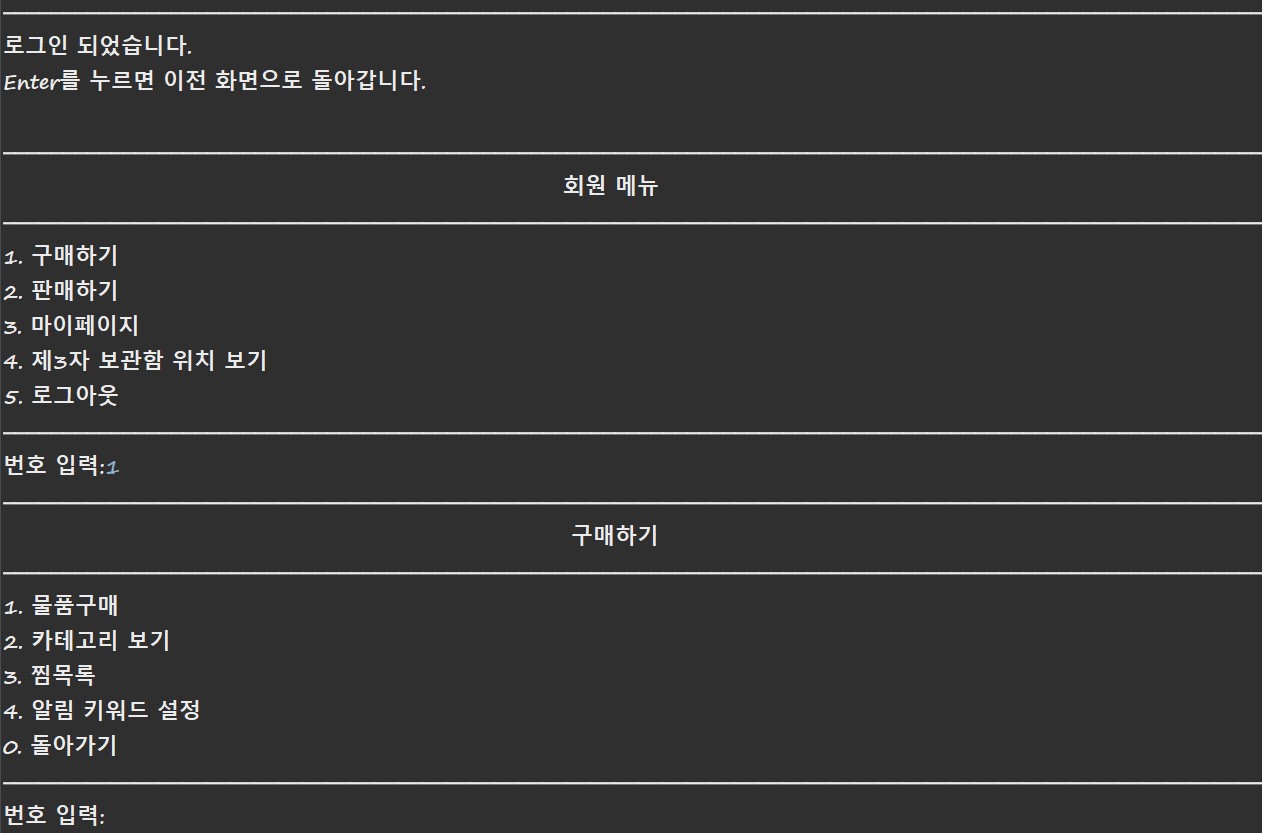 로그인 되었습니다.
Enter를 누르면 이전 화면으로 돌아갑니다.
회원 메뉴
1. 구매하기
2. 판매하기
3. 마이페이지
4. 제3자 보관함 위치 보기
5. 로그아웃
번호 입력:1
구매하기
1. 물품구매
2. 카테고리 보기
3. 찜목록
4. 알림 키워드 설정
0. 돌아가기
번호 입력: